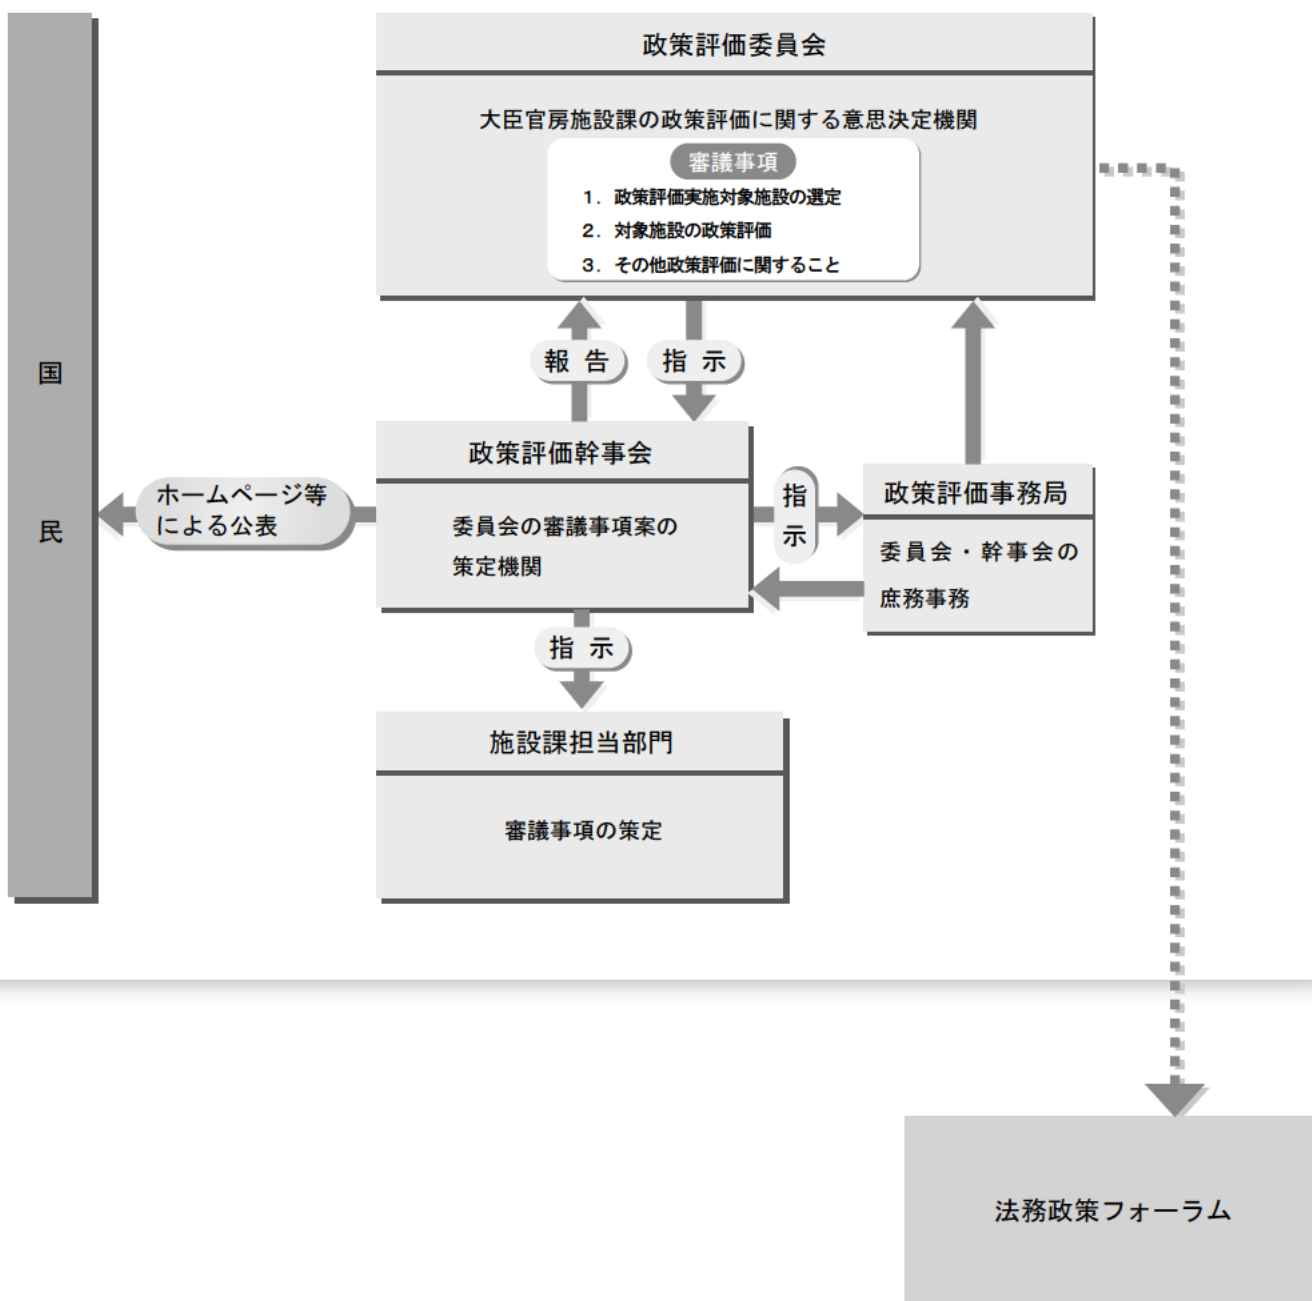 政策評価委員会
大臣官房施設課の政策評価に関する意思決定機関
審議事項
1．政策評価実施対象施設の選定
2．対象施設の政策評価
3．その他政策評価に関すること
報 告
指 示
国
民
ホームページ等
による公表
政策評価幹事会
委員会の審議事項案の
策定機関
指
示
政策評価事務局
委員会・幹事会の
庶務事務
指 示
施設課担当部門
審議事項の策定
法務政策フォーラム